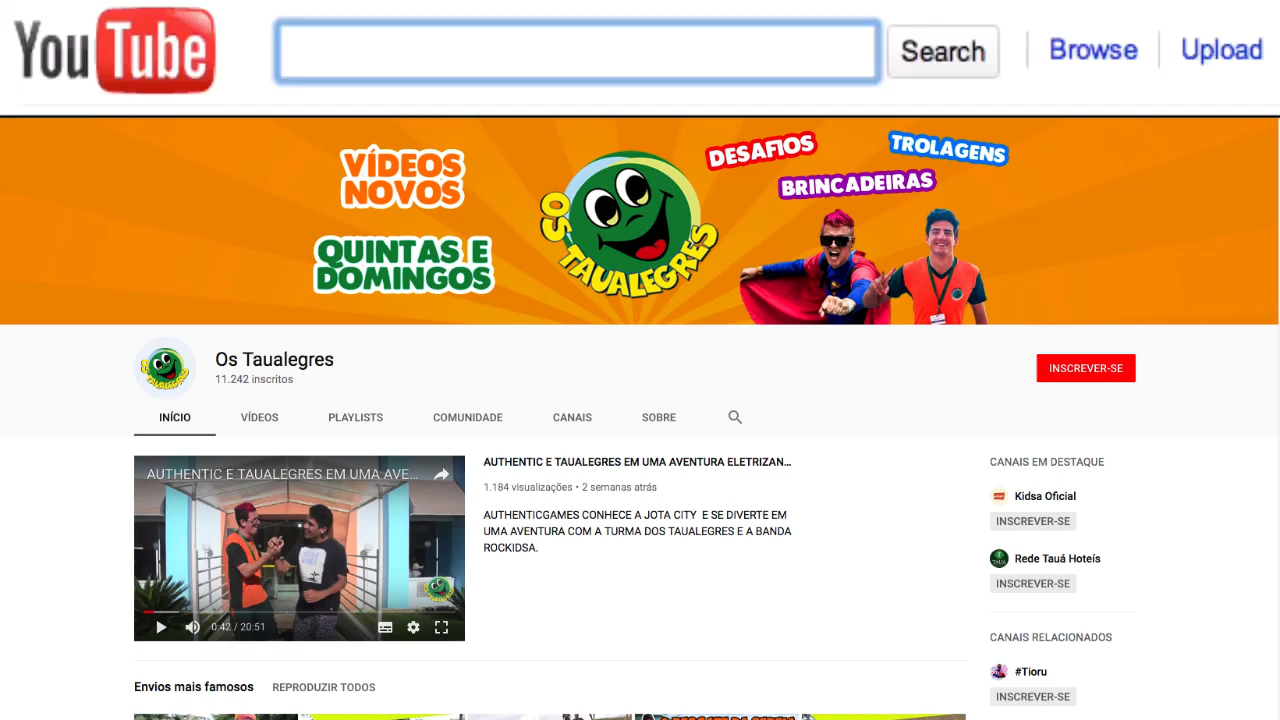 YouTube
Search
Browse
Upload
VÍDEOS
NOVOS
QUINTAS E
DOMINGOS
OS TAUALEGRES
DESAFIOS
TROLAGENS
BRINCADEIRAS
Os Taualegres
11.242 inscritos
INSCREVER-SE
INÍCIO
VÍDEOS
PLAYLISTS
COMUNIDADE
CANAIS
SOBRE
AUTHENTIC E TAUALEGRES EM UMA AVE...
0:42 / 20:51
AUTHENTIC E TAUALEGRES EM UMA AVENTURA ELETRIZAN...
1.184 visualizações • 2 semanas atrás
AUTHENTICGAMES CONHECE A JOTA CITY E SE DIVERTE EM
UMA AVENTURA COM A TURMA DOS TAUALEGRES E A BANDA
ROCKIDSA.
CANAIS EM DESTAQUE
Kidsa Oficial
INSCREVER-SE
Rede Tauá Hoteís
INSCREVER-SE
CANAIS RELACIONADOS
#Tioru
INSCREVER-SE
Envios mais famosos
REPRODUZIR TODOS